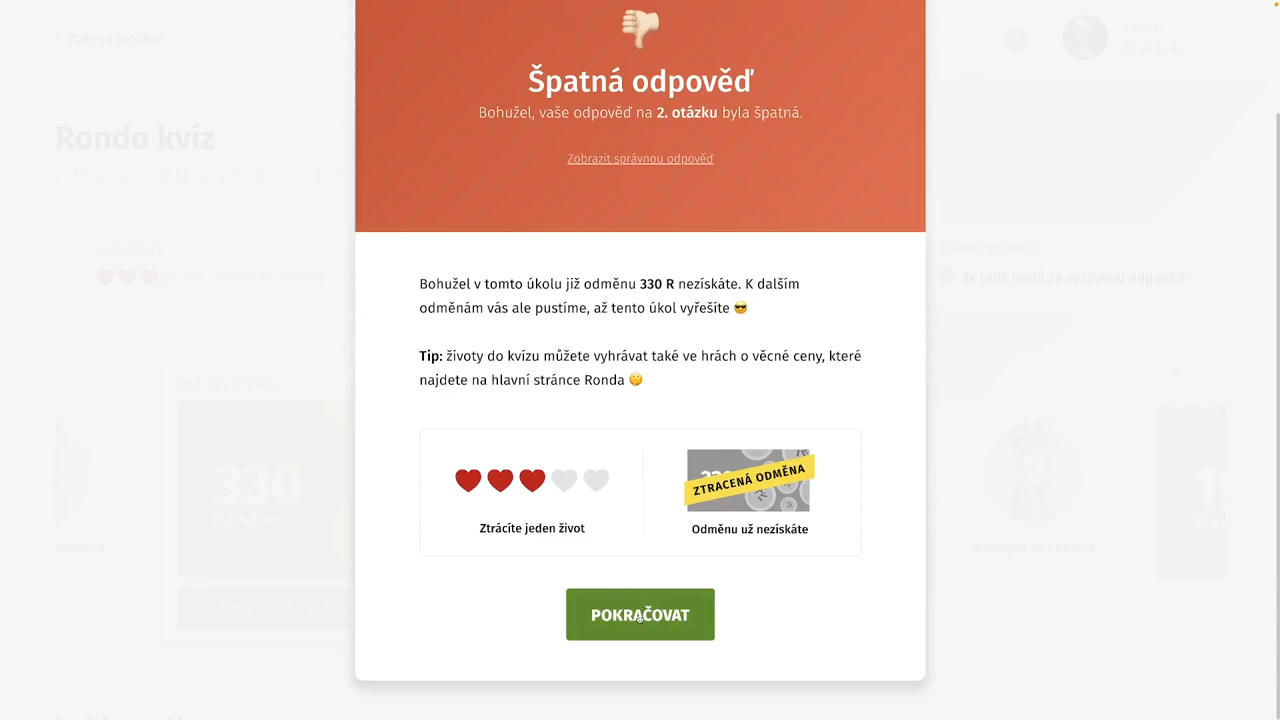 Zpět na přehled
Špatná odpověď
Bohužel, vaše odpověď na 2. otázku byla špatná.
Rondo kvíz
Zobrazit správnou odpověď
2x tolik bodů za správnou odpověď
Bohužel v tomto úkolu již odměnu 330 R nezískáte. K dalším
odměnám vás ale pustíme, až tento úkol vyřešíte
Tip: životy do kvízu můžete vyhrávat také ve hrách o věcné ceny, které
najdete na hlavní stránce Ronda
330
ZTRACENÁ ODMĚNA
Ztrácíte jeden život
Odměnu už nezískáte
POKRAČOVAT